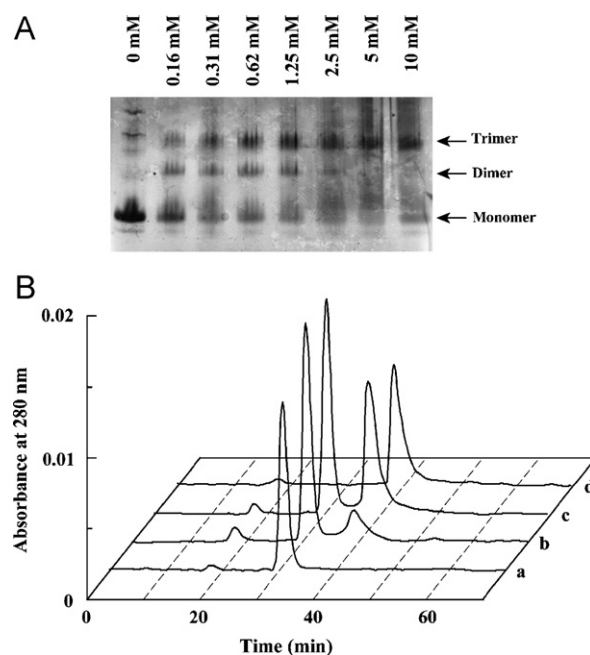 A
0 mM
0.16 mM
0.31 mM
0.62 mM
1.25 mM
2.5 mM
5 mM
10 mM
Trimer
Dimer
Monomer
B
0.02
0.01
0
Absorbance at 280 nm
d
c
b
a
0
20
40
60
Time (min)